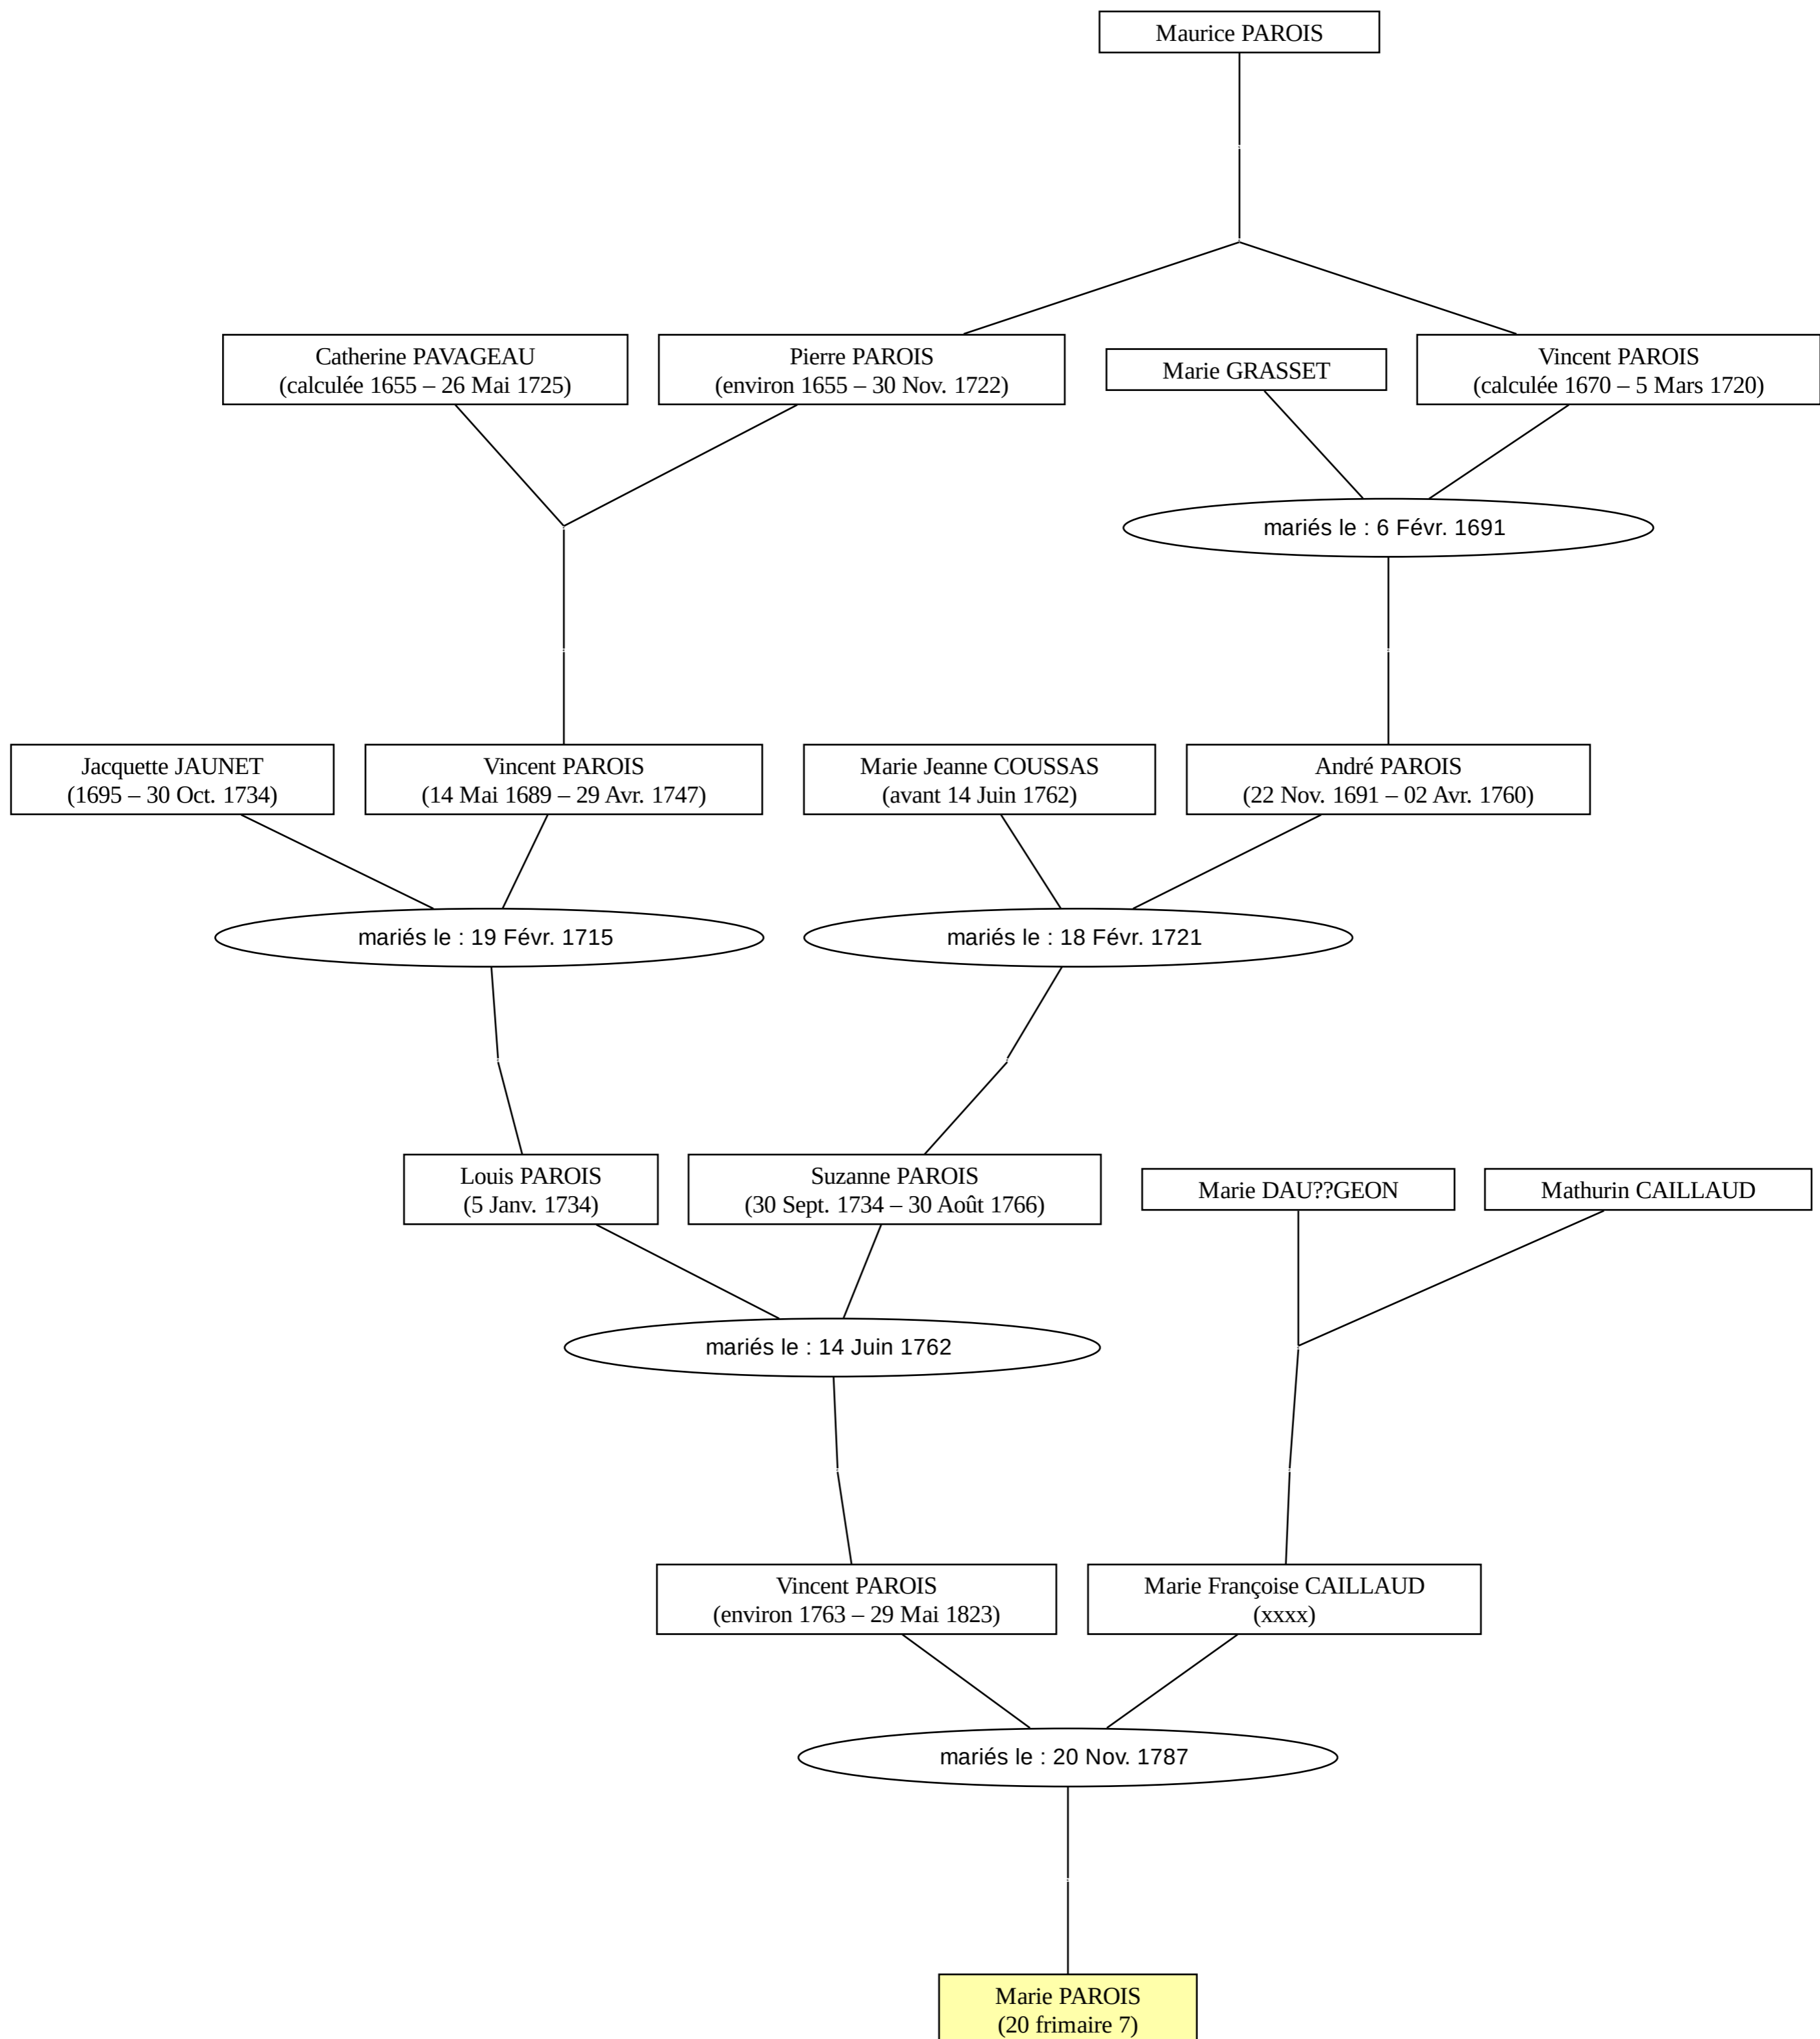 Maurice PAROIS
Catherine PAVAGEAU
(calculée 1655 – 26 Mai 1725)
Pierre PAROIS
(environ 1655 – 30 Nov. 1722)
Marie GRASSET
Vincent PAROIS
(calculée 1670 – 5 Mars 1720)
mariés le : 6 Févr. 1691
Jacquette JAUNET
(1695 – 30 Oct. 1734)
Vincent PAROIS
(14 Mai 1689 – 29 Avr. 1747)
Marie Jeanne COUSSAS
(avant 14 Juin 1762)
André PAROIS
(22 Nov. 1691 – 02 Avr. 1760)
mariés le : 19 Févr. 1715
mariés le : 18 Févr. 1721
Louis PAROIS
(5 Janv. 1734)
Suzanne PAROIS
(30 Sept. 1734 – 30 Août 1766)
Marie DAU??GEON
Mathurin CAILLAUD
mariés le : 14 Juin 1762
Vincent PAROIS
(environ 1763 – 29 Mai 1823)
Marie Françoise CAILLAUD
(xxxx)
mariés le : 20 Nov. 1787
Marie PAROIS
(20 frimaire 7)